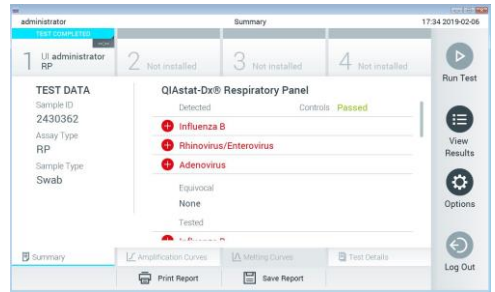 administrator Summary 17:34 2019-02-06
TEST COMPLETED
1 UI administrator RP
2 Not installed
3 Not installed
4 Not installed
Run Test
View Results
Options
Log Out
TEST DATA
Sample ID
2430362
Assay Type
RP
Sample Type
Swab
QIAstat-Dx® Respiratory Panel
Detected Controls Passed
Influenza B
Rhinovirus/Enterovirus
Adenovirus
Equivocal
None
Tested
Influenza B
Summary
Amplification Curves
Melting Curves
Test Details
Print Report
Save Report